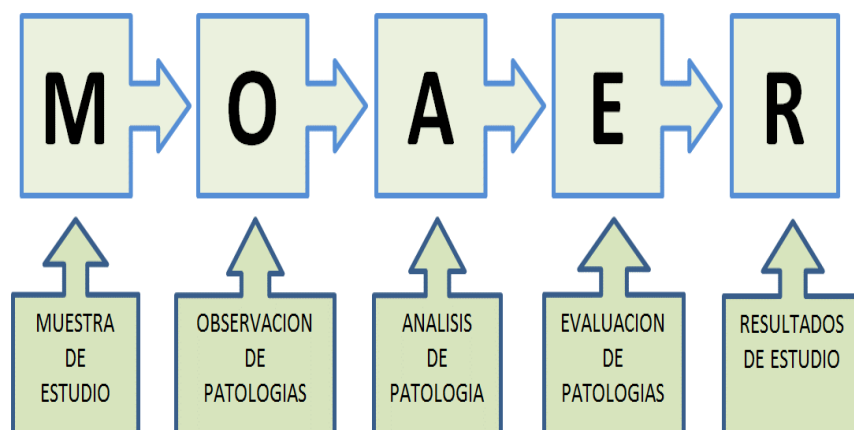 M O A E R
MUESTRA
DE
ESTUDIO
OBSERVACION
DE
PATOLOGIAS
ANALISIS
DE
PATOLOGIA
EVALUACION
DE
PATOLOGIAS
RESULTADOS
DE ESTUDIO